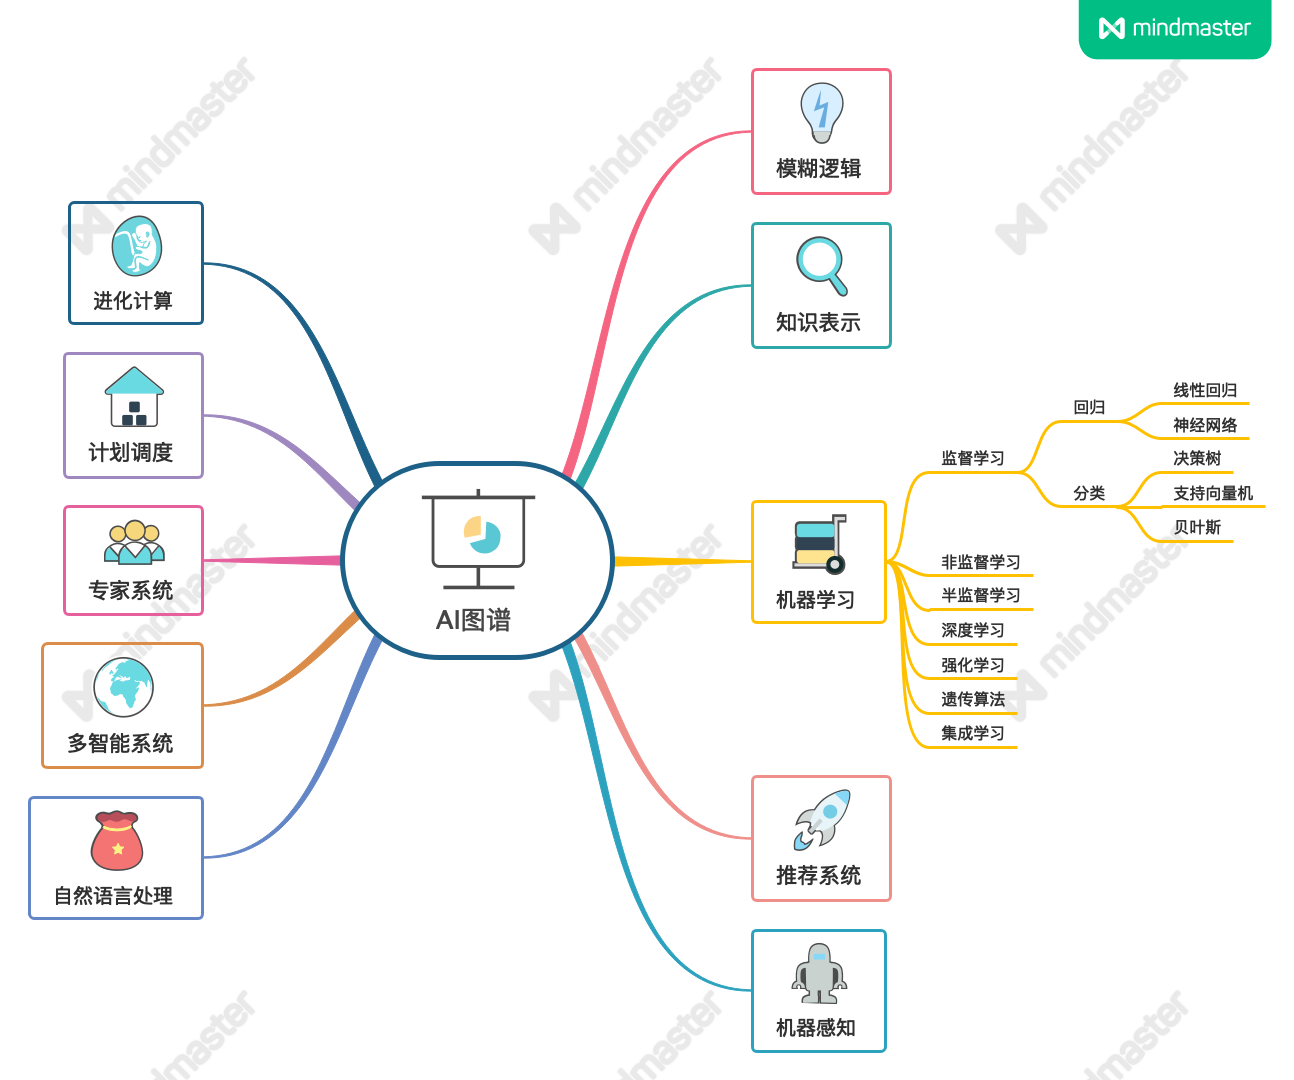 mindmaster
模糊逻辑
知识表示
进化计算
计划调度
专家系统
多智能系统
自然语言处理
AI图谱
机器学习
监督学习
回归
线性回归
神经网络
分类
决策树
支持向量机
贝叶斯
非监督学习
半监督学习
深度学习
强化学习
遗传算法
集成学习
推荐系统
机器感知
mindmaster
mindmaster
mindmaster
mindmaster
mindmaster
mindmaster
mindmaster
mindmaster
mindmaster